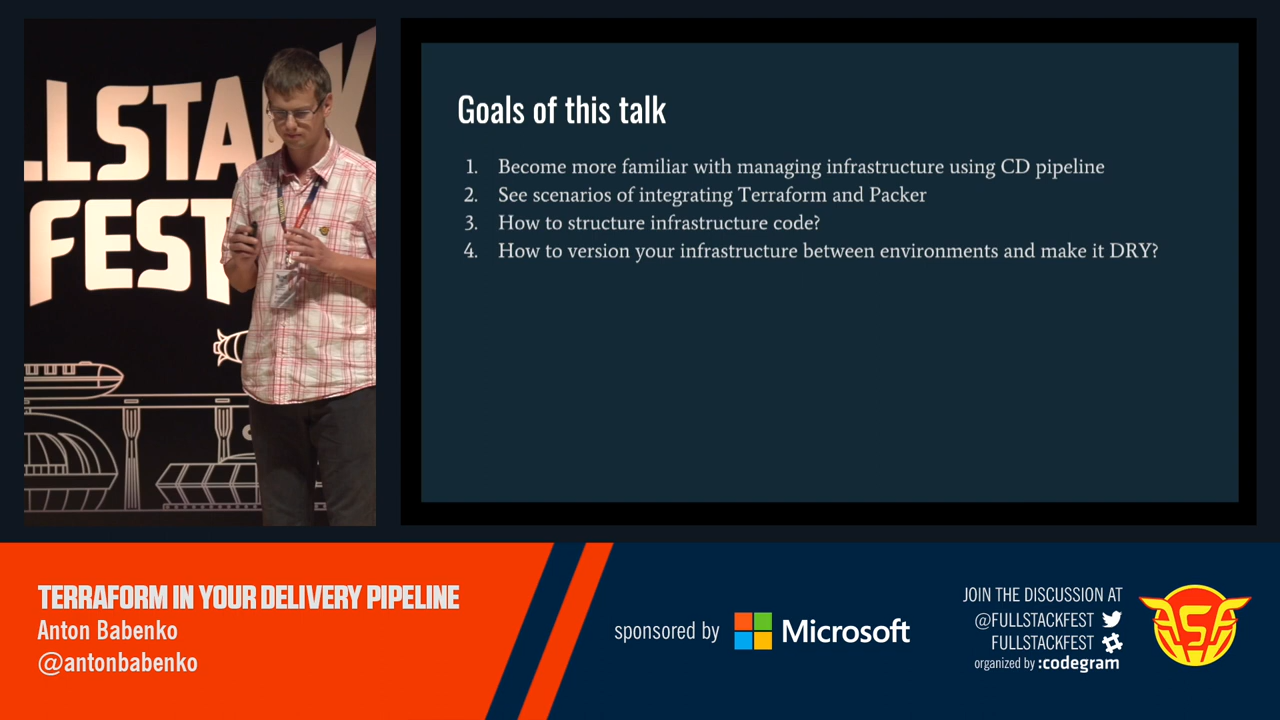 LLSTACK
FEST
Goals of this talk
1. Become more familiar with managing infrastructure using CD pipeline
2. See scenarios of integrating Terraform and Packer
3. How to structure infrastructure code?
4. How to version your infrastructure between environments and make it DRY?
TERRAFORM IN YOUR DELIVERY PIPELINE
Anton Babenko
@antonbabenko
sponsored by Microsoft
JOIN THE DISCUSSION AT
@FULLSTACKFEST
FULLSTACKFEST
organized by :codegram
FSF